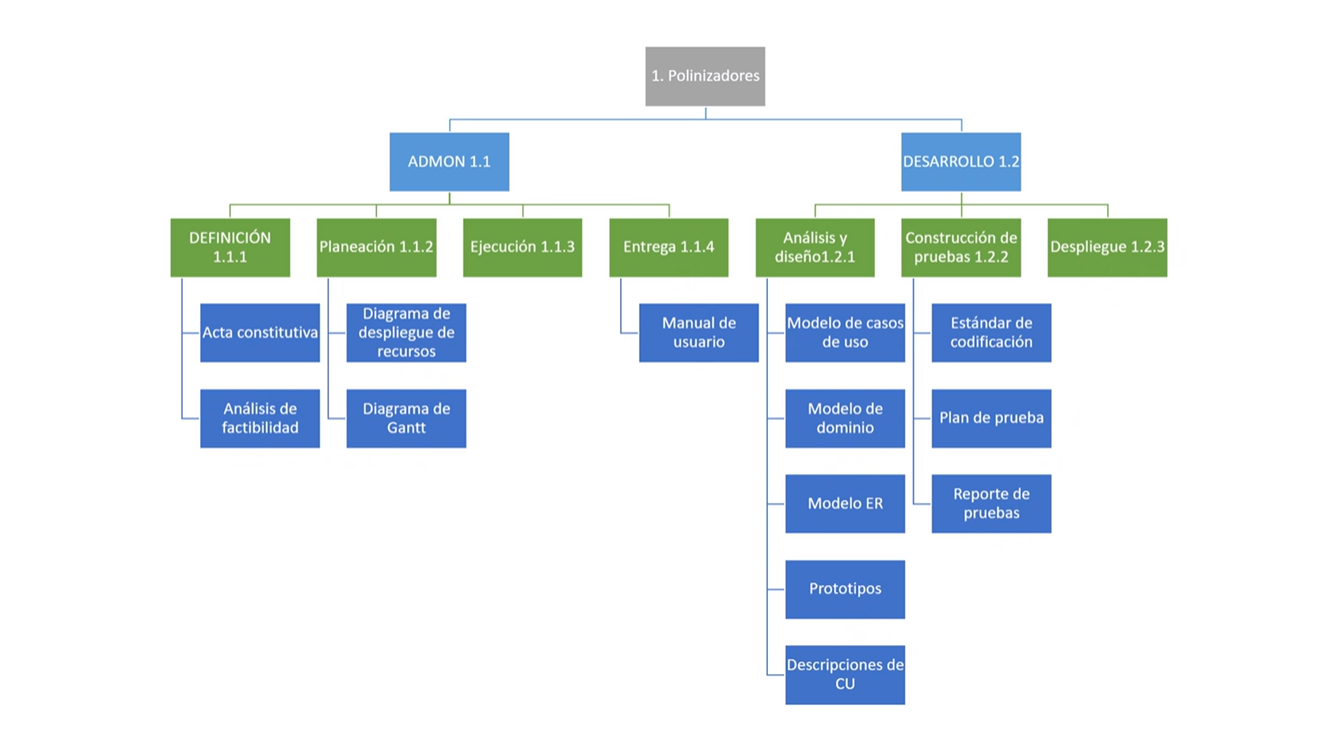 1. Polinizadores
ADMON 1.1
DESARROLLO 1.2
DEFINICIÓN
1.1.1
Planeación 1.1.2
Ejecución 1.1.3
Entrega 1.1.4
Análisis y
diseño1.2.1
Construcción de
pruebas 1.2.2
Despliegue 1.2.3
Acta constitutiva
Análisis de
factibilidad
Diagrama de
despliegue de
recursos
Diagrama de
Gantt
Manual de
usuario
Modelo de casos
de uso
Modelo de
dominio
Modelo ER
Prototipos
Descripciones de
CU
Estándar de
codificación
Plan de prueba
Reporte de
pruebas